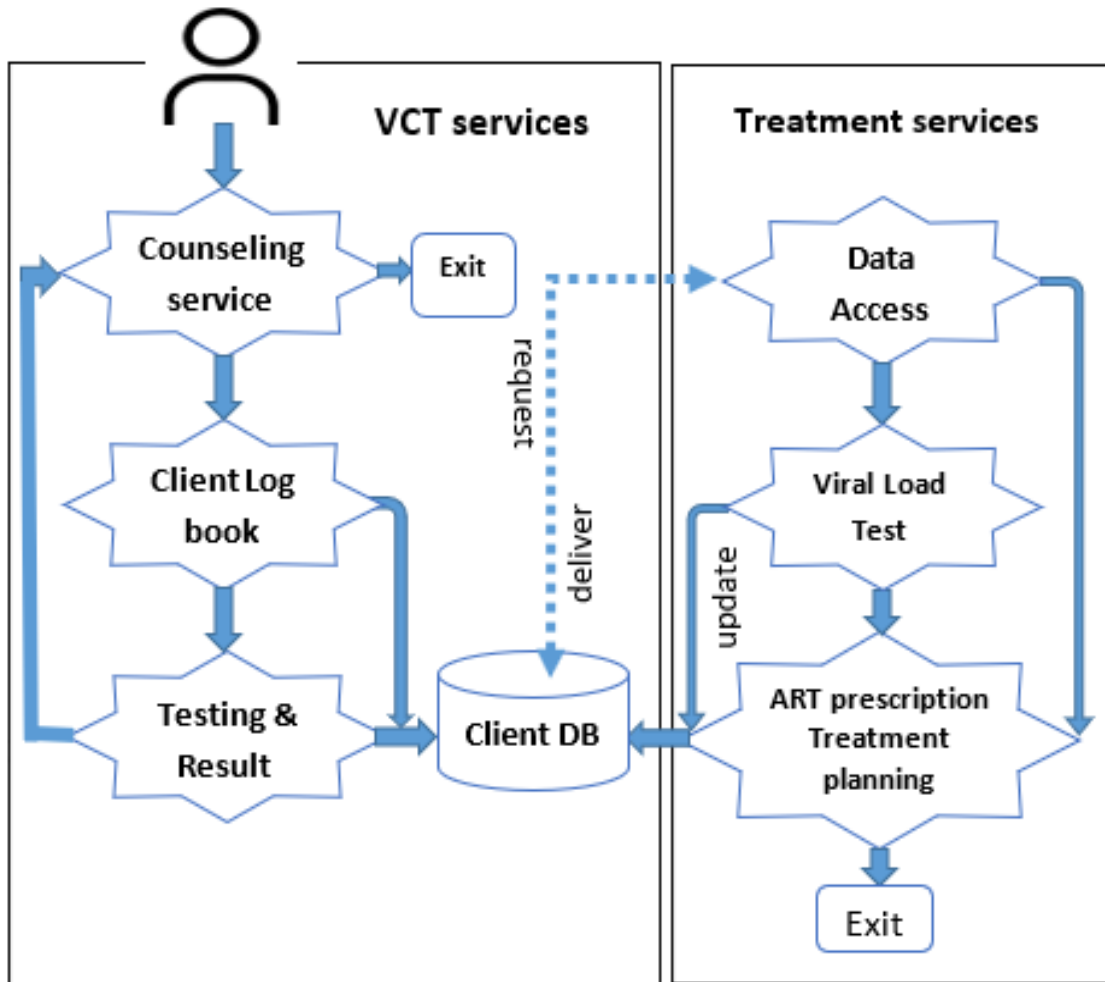 VCT services
Counseling
service
Exit
Client Log
book
Testing &
Result
request
deliver
Client DB
Treatment services
Data
Access
Viral Load
Test
update
ART prescription
Treatment
planning
Exit